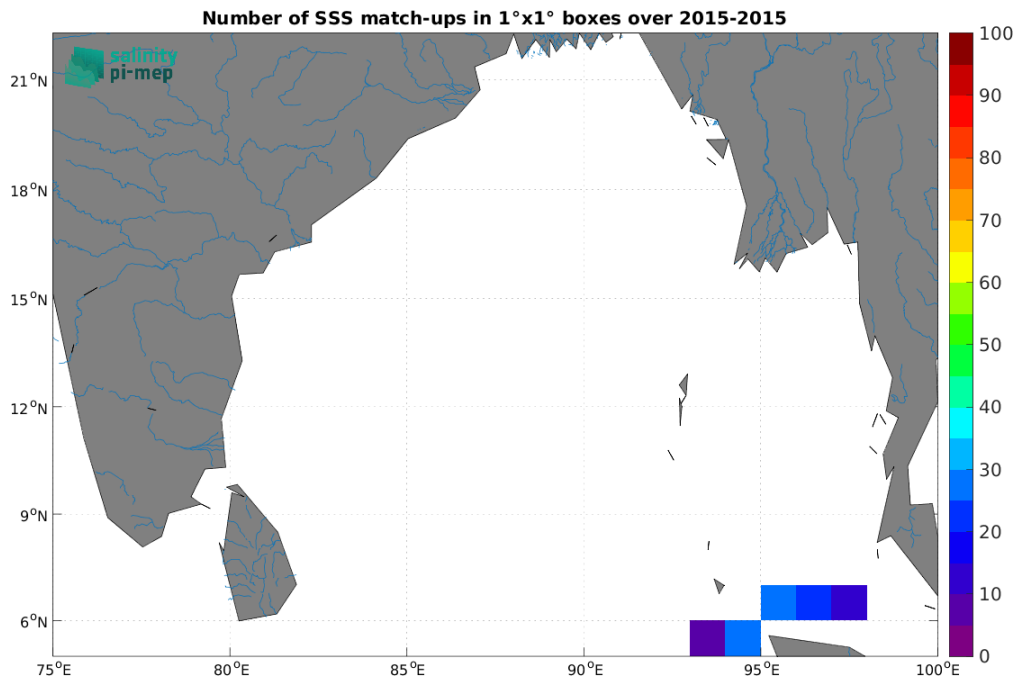 Number of SSS match-ups in 1°x1° boxes over 2015-2015
salinity
pi-mep
21°N
18°N
15°N
12°N
9°N
6°N
75°E 80°E 85°E 90°E 95°E 100°E
100
90
80
70
60
50
40
30
20
10
0